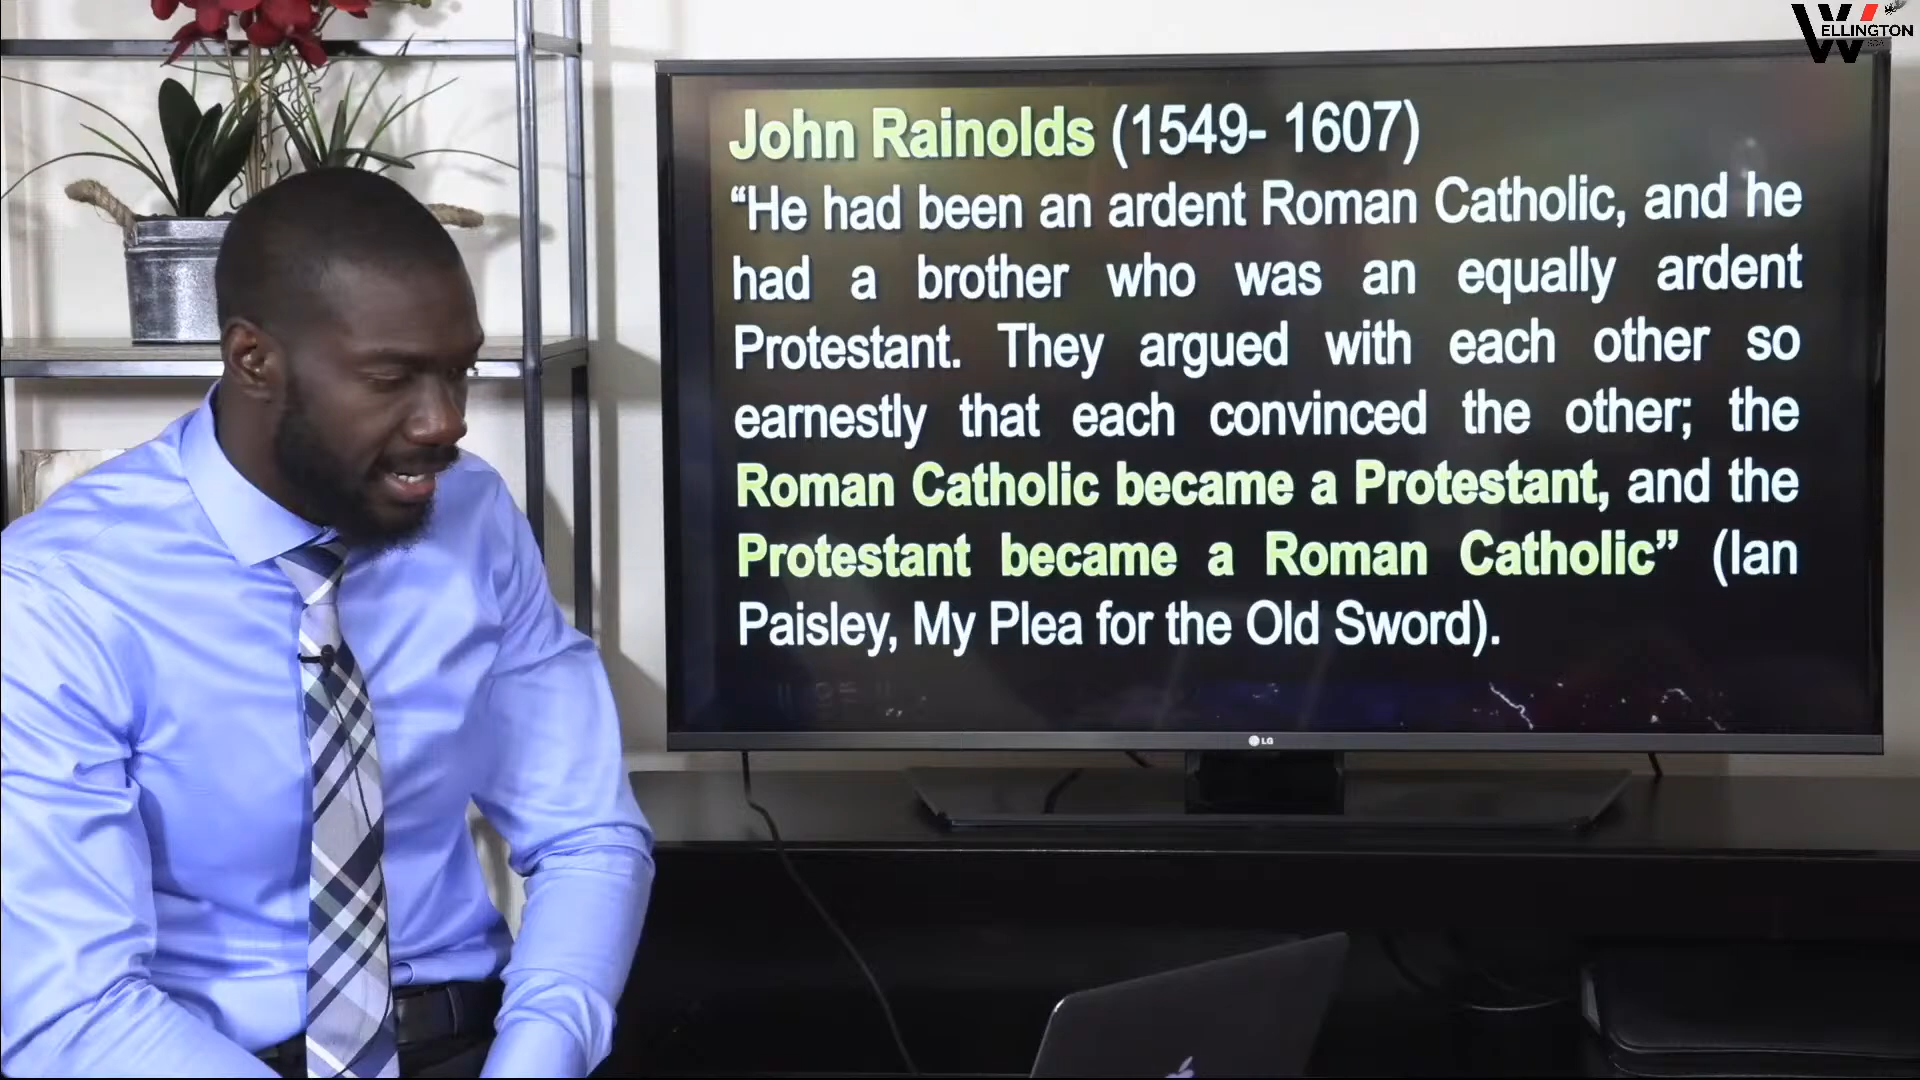 WELLINGTON
John Rainolds (1549- 1607)
“He had been an ardent Roman Catholic, and he
had a brother who was an equally ardent
Protestant. They argued with each other so
earnestly that each convinced the other; the
Roman Catholic became a Protestant, and the
Protestant became a Roman Catholic” (Ian
Paisley, My Plea for the Old Sword).
LG